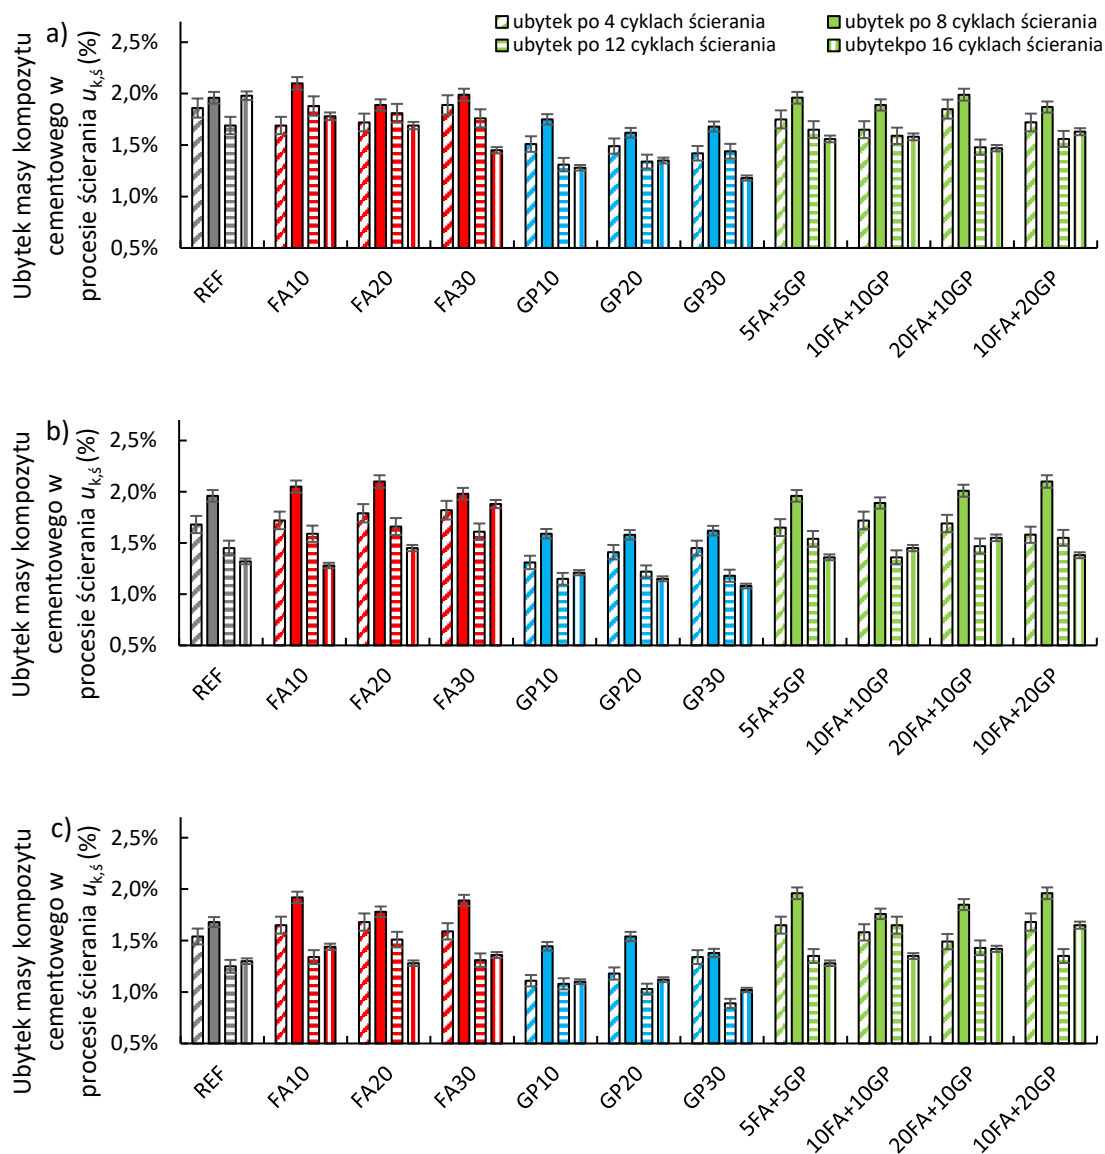 ubytek po 4 cyklach ścierania
ubytek po 8 cyklach ścierania
ubytek po 12 cyklach ścierania
ubytekpo 16 cyklach ścierania
a)
Ubytek masy kompozytu
cementowego w
procesie ścierania uk,ś (%)
2,5%
2,0%
1,5%
1,0%
0,5%
REF
FA10
FA20
FA30
GP10
GP20
GP30
5FA+5GP
10FA+10GP
20FA+10GP
10FA+20GP
b)
Ubytek masy kompozytu
cementowego w
procesie ścierania uk,ś (%)
2,5%
2,0%
1,5%
1,0%
0,5%
REF
FA10
FA20
FA30
GP10
GP20
GP30
5FA+5GP
10FA+10GP
20FA+10GP
10FA+20GP
c)
Ubytek masy kompozytu
cementowego w
procesie ścierania uk,ś (%)
2,5%
2,0%
1,5%
1,0%
0,5%
REF
FA10
FA20
FA30
GP10
GP20
GP30
5FA+5GP
10FA+10GP
20FA+10GP
10FA+20GP